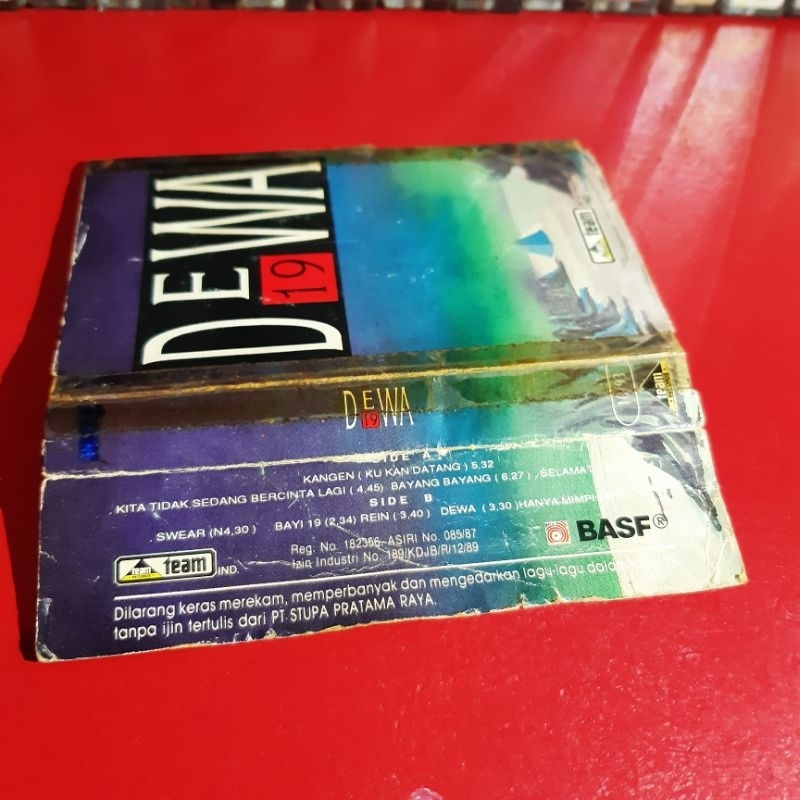 DEWA
19
team
DEWA
19
team
SIDE A
KANGEN ( KU KAN DATANG ) 5,32
KITA TIDAK SEDANG BERCINTA LAGI ( 4,45) BAYANG BAYANG ( 6.27 ) , SELAMAT
SIDE B
SWEAR (N4,30 ) BAYI 19 (2,34) REIN ( 3,40 ) DEWA ( 3,30 )HANYA
Reg. No. 182366- ASIRI No. 085/87
Izin Industri No. 189/KDJB/R/12/89
BASF®
team IND.
Dilarang keras merekam, memperbanyak dan mengedarkan lagu-lagu
tanpa ijin tertulis dari PT STUPA PRATAMA RAYA.